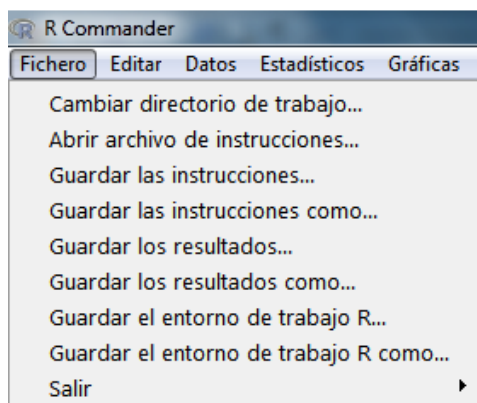 R Commander
Fichero Editar Datos Estadísticos Gráficas
Cambiar directorio de trabajo...
Abrir archivo de instrucciones...
Guardar las instrucciones...
Guardar las instrucciones como...
Guardar los resultados...
Guardar los resultados como...
Guardar el entorno de trabajo R...
Guardar el entorno de trabajo R como...
Salir